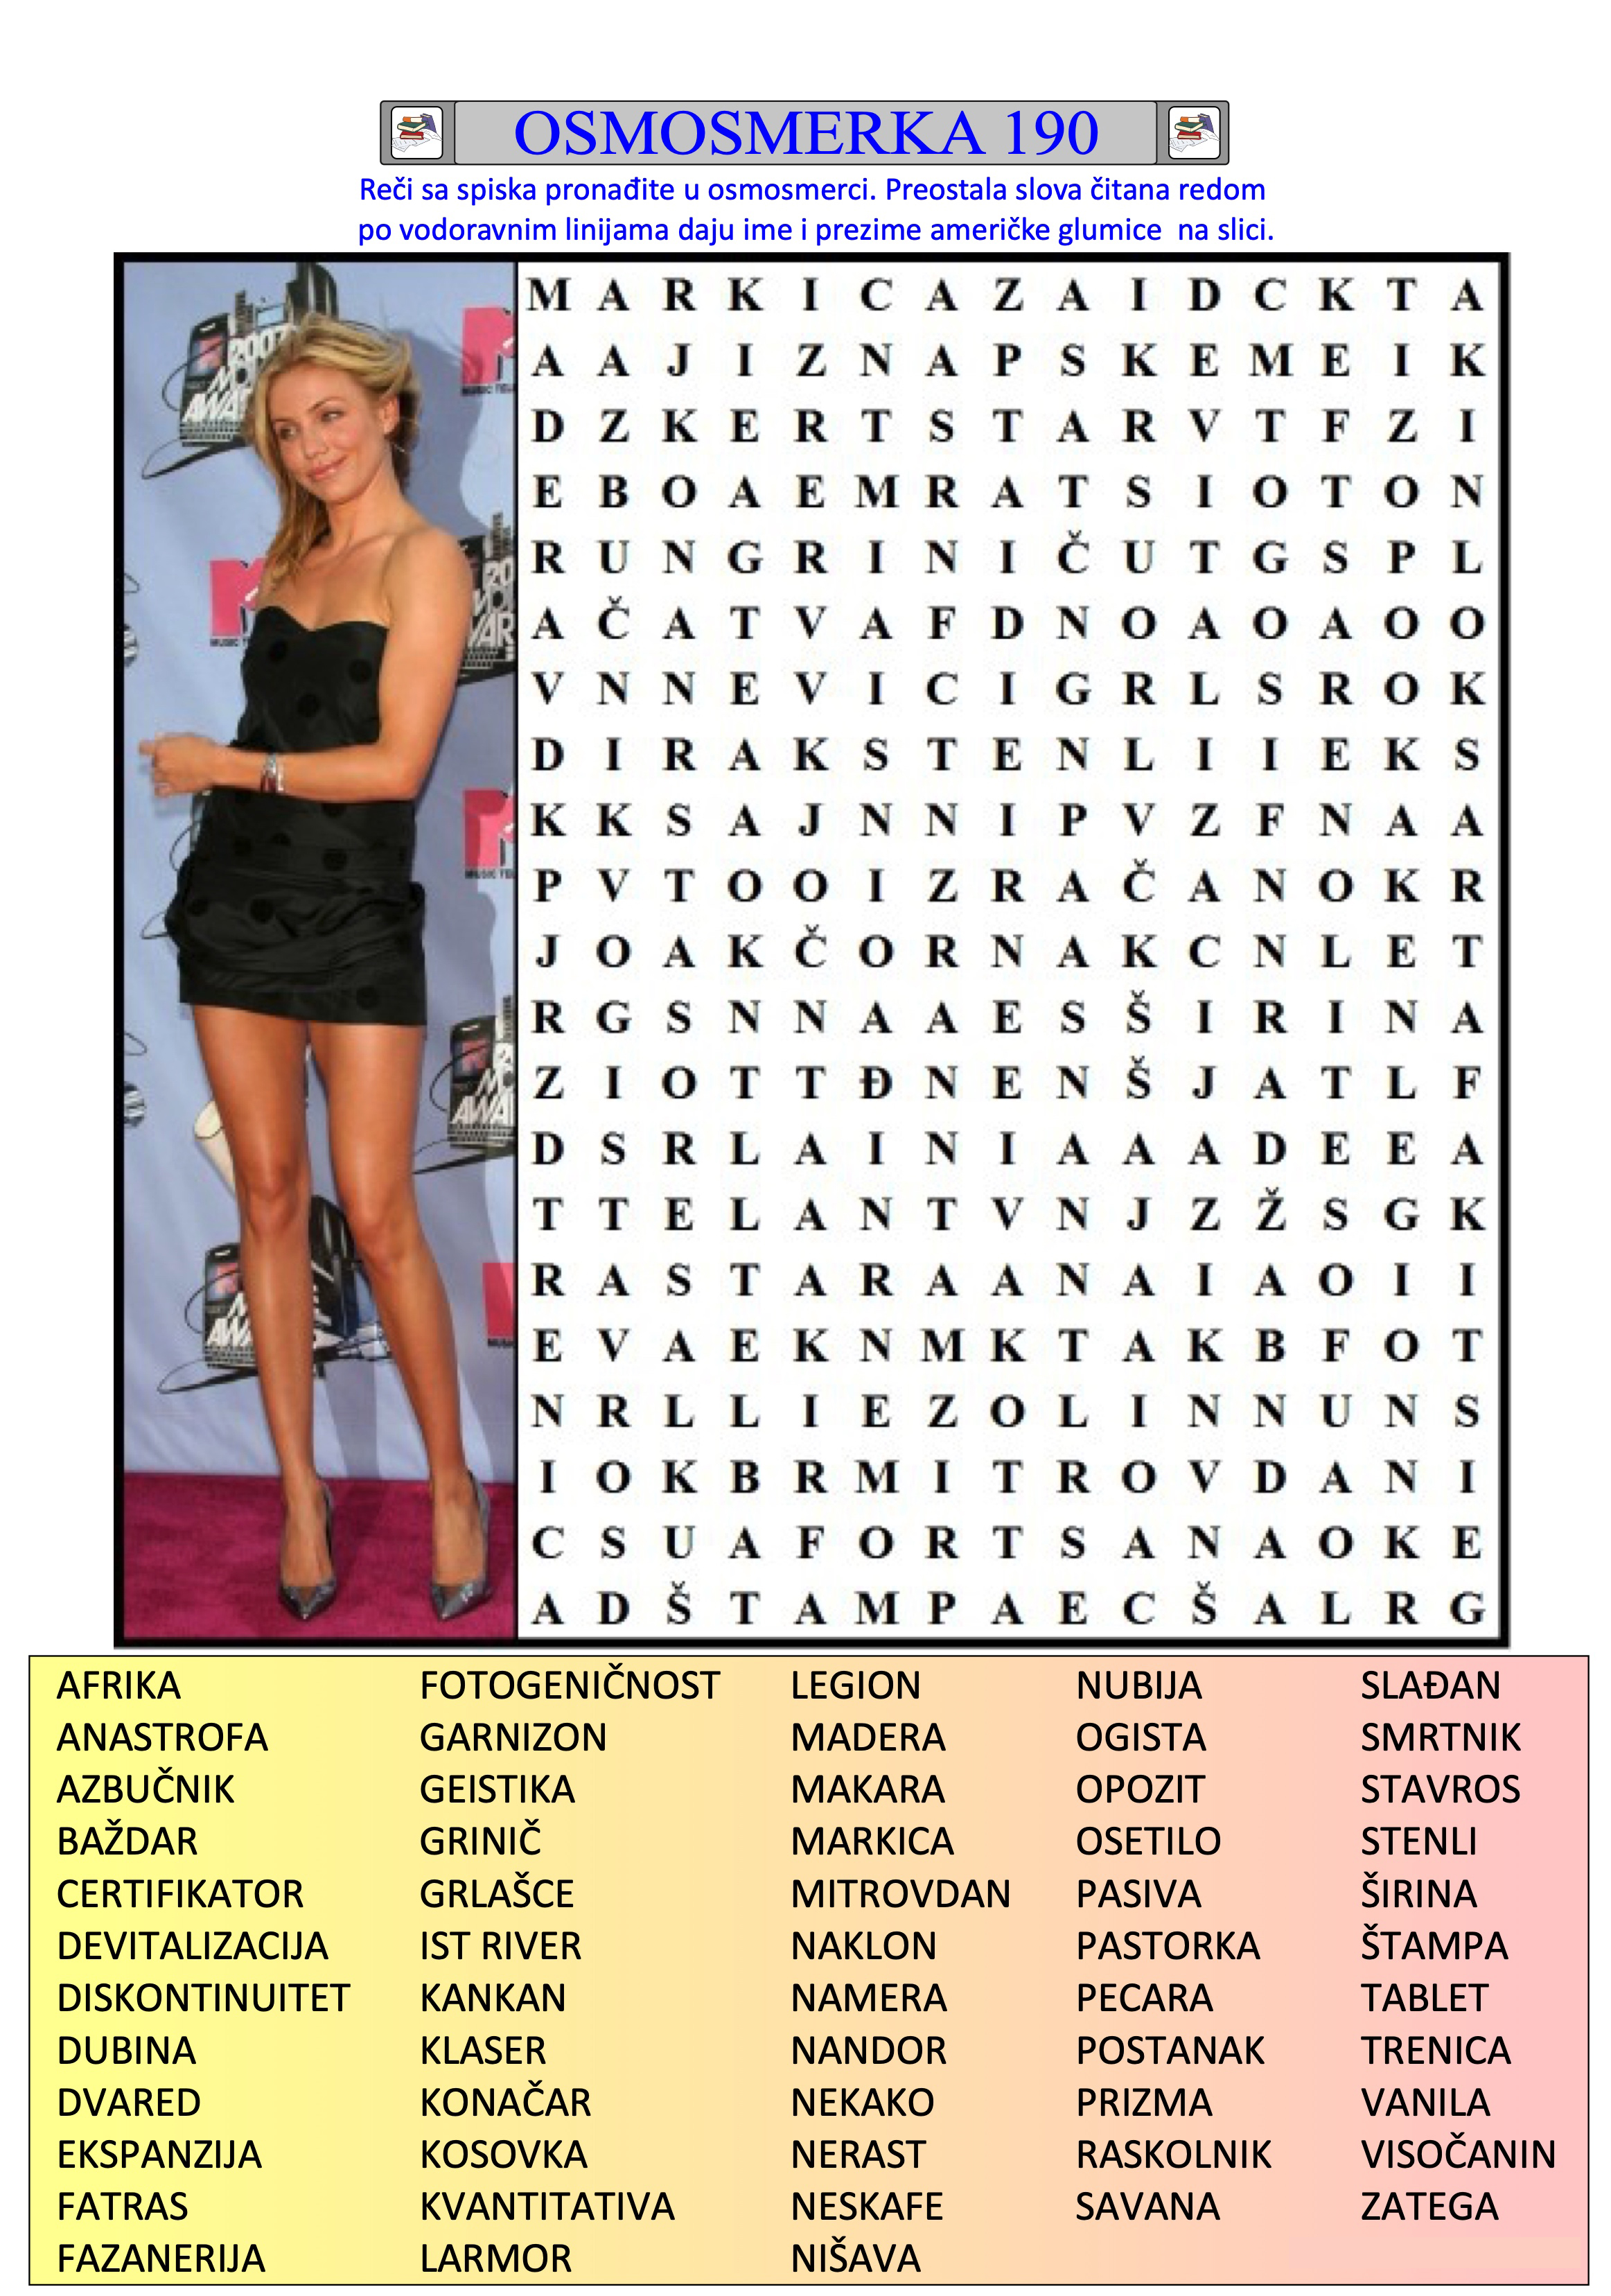 OSMOSMERKA 190
Reči sa spiska pronađite u osmosmerci. Preostala slova čitana redom
po vodoravnim linijama daju ime i prezime američke glumice na slici.
M A R K I C A Z A I D C K T A
A A J I Z N A P S K E M E I K
D Z K E R T S T A R V T F Z I
E B O A E M R A T S I O T O N
R U N G R I N I Č U T G S P L
A Č A T V A F D N O A O A O O
V N N E V I C I G R L S R O K
D I R A K S T E N L I I E K S
K K S A J N N I P V Z F N A A
P V T O O I Z R A Č A N O K R
J O A K Č O R N A K C N L E T
R G S N N A A E S Š I R I N A
Z I O T T Đ N E N Š J A T L F
D S R L A I N I A A A D E E A
T T E L A N T V N J Z Ž S G K
R A S T A R A A N A I A O I I
E V A E K N M K T A K B F O T
N R L L I E Z O L I N N U N S
I O K B R M I T R O V D A N I
C S U A F O R T S A N A O K E
A D Š T A M P A E C Š A L R G
AFRIKA FOTOGENIČNOST LEGION NUBIJA SLAĐAN
ANASTROFA GARNIZON MADERA OGISTA SMRTNIK
AZBUČNIK GEISTIKA MAKARA OPOZIT STAVROS
BAŽDAR GRINIČ MARKICA OSETILO STENLI
CERTIFIKATOR GRLAŠCE MITROVDAN PASIVA ŠIRINA
DEVITALIZACIJA IST RIVER NAKLON PASTORKA ŠTAMPA
DISKONTINUITET KANKAN NAMERA PECARA TABLET
DUBINA KLASER NANDOR POSTANAK TRENICA
DVARED KONAČAR NEKAKO PRIZMA VANILA
EKSPANZIJA KOSOVKA NERAST RASKOLNIK VISOČANIN
FATRAS KVANTITATIVA NESKAFE SAVANA ZATEGA
FAZANERIJA LARMOR NIŠAVA